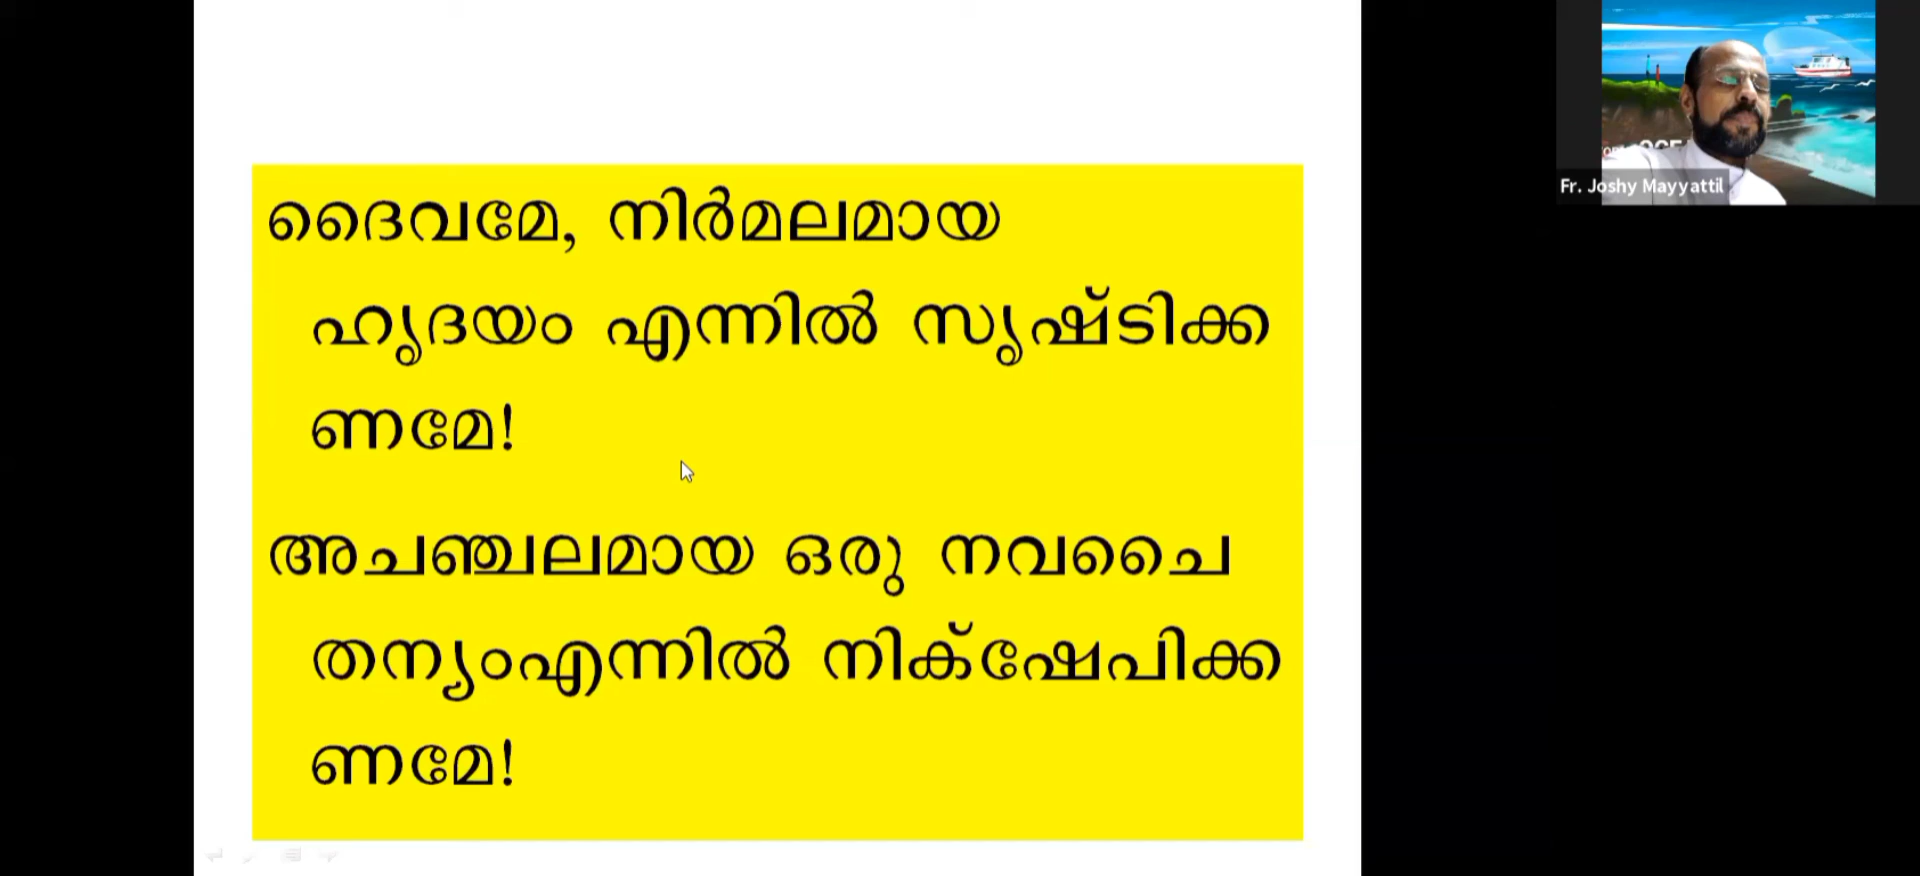 ദൈവമേ, നിർമലമായ
ഹൃദയം എന്നിൽ സൃഷ്ടിക്ക
ണമേ!
അചഞ്ചലമായ ഒരു നവചൈ
തന്യംഎന്നിൽ നിക്ഷേപിക്ക
ണമേ!
Fr. Joshy Mayyattil